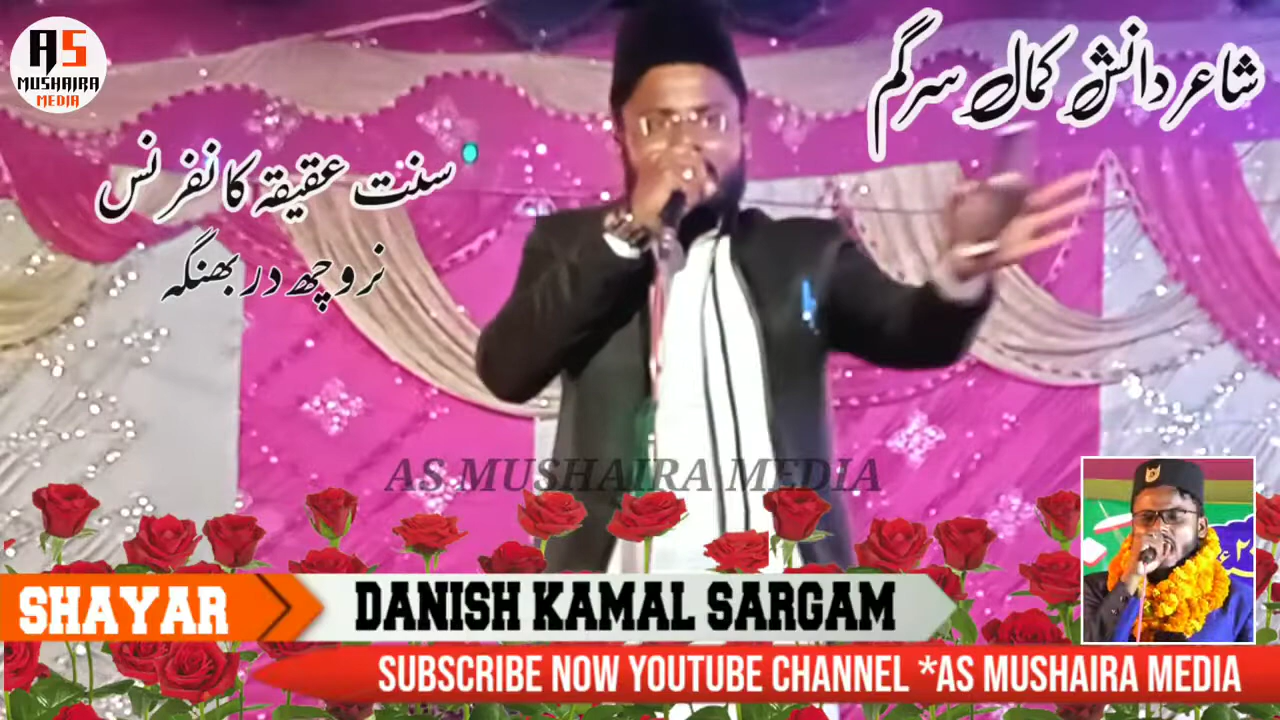 AS
MUSHAIRA
MEDIA
شاعر دانش کمال سرگم
سنت عقیقہ کانفرنس
نروچھ دربھنگہ
AS MUSHAIRA MEDIA
SHAYAR
DANISH KAMAL SARGAM
SUBSCRIBE NOW YOUTUBE CHANNEL *AS MUSHAIRA MEDIA